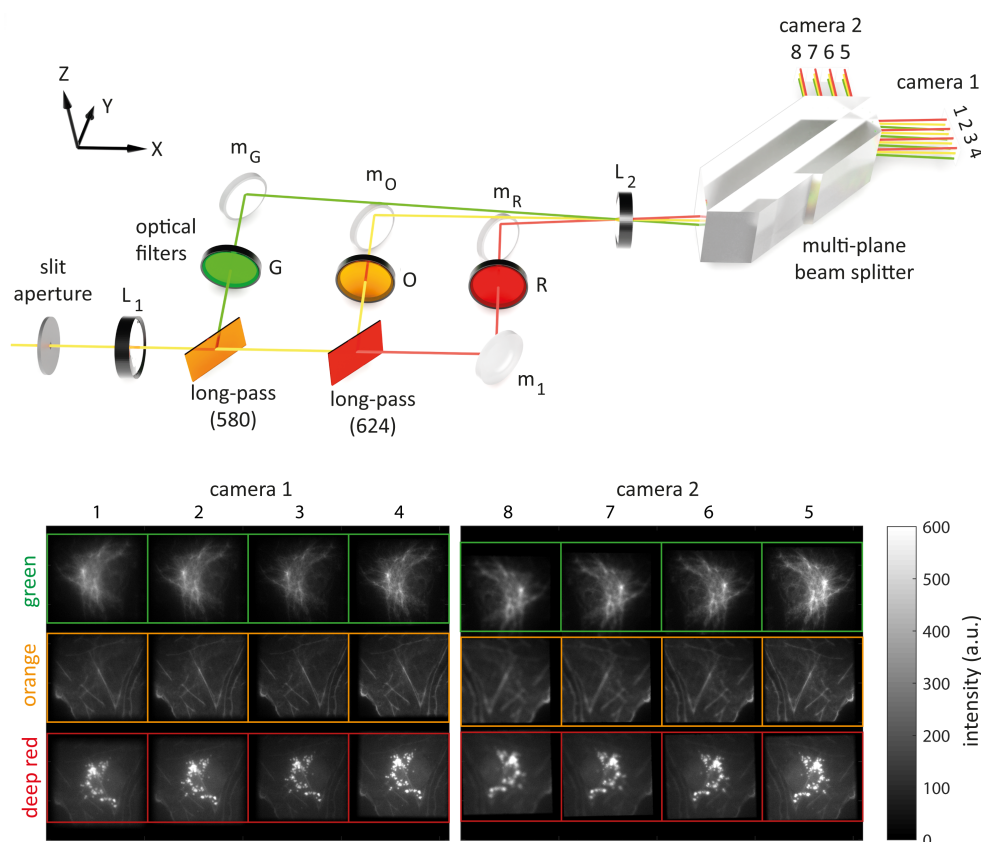 camera 2
8 7 6 5
camera 1
1 2 3 4
Z
Y
X
m_G
m_O
m_R
L_2
optical
filters
G
O
R
slit
aperture
L_1
multi-plane
beam splitter
m_1
long-pass
(580)
long-pass
(624)
camera 1
camera 2
1 2 3 4
8 7 6 5
green
orange
deep red
600
500
400
300
200
100
0
intensity (a.u.)